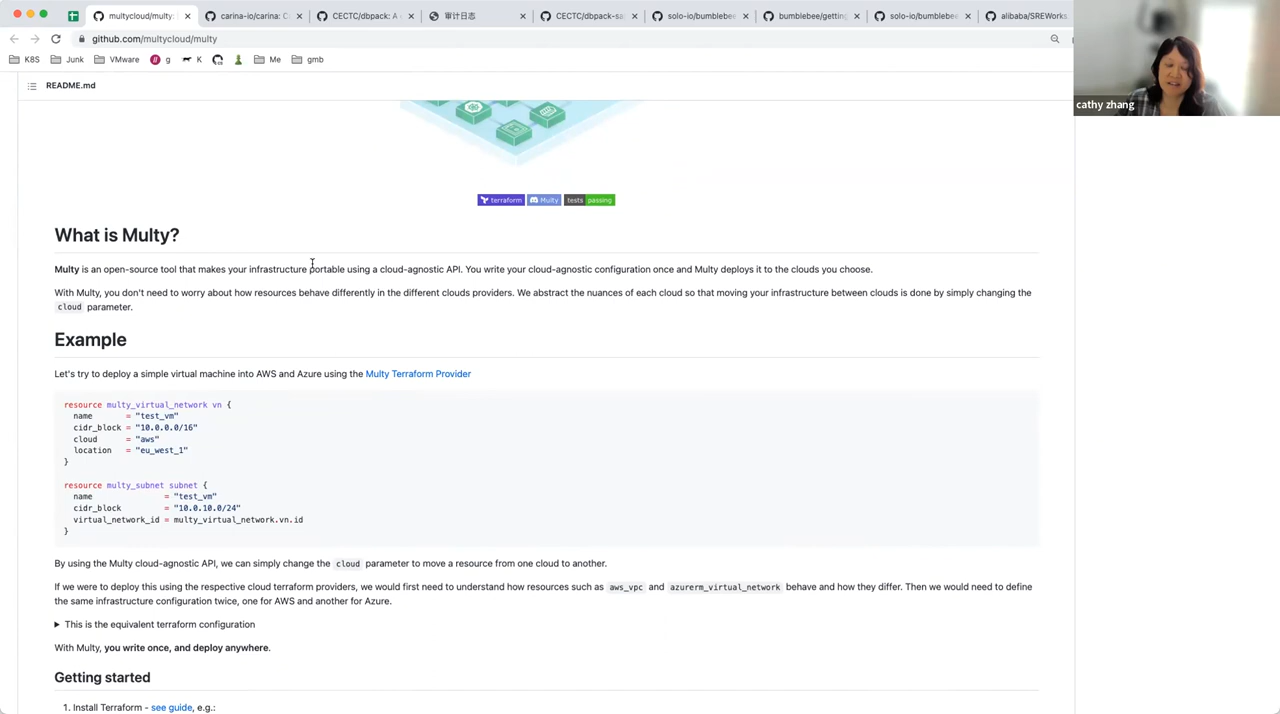 multycloud/multy:
carina-io/carina: C
CECTC/dbpack: A
审计日志
CECTC/dbpack-sa
solo-io/bumblebee
bumblebee/getting
solo-io/bumblebee
alibaba/SREWorks
github.com/multycloud/multy
K8S
Junk
VMware
g
K
Me
gmb
cathy zhang
README.md
terraform Multy tests passing
What is Multy?
Multy is an open-source tool that makes your infrastructure portable using a cloud-agnostic API. You write your cloud-agnostic configuration once and Multy deploys it to the clouds you choose.
With Multy, you don't need to worry about how resources behave differently in the different clouds providers. We abstract the nuances of each cloud so that moving your infrastructure between clouds is done by simply changing the
cloud parameter.
Example
Let's try to deploy a simple virtual machine into AWS and Azure using the Multy Terraform Provider
resource multy_virtual_network vn {
name = "test_vm"
cidr_block = "10.0.0.0/16"
cloud = "aws"
location = "eu_west_1"
}
resource multy_subnet subnet {
name = "test_vm"
cidr_block = "10.0.10.0/24"
virtual_network_id = multy_virtual_network.vn.id
}
By using the Multy cloud-agnostic API, we can simply change the cloud parameter to move a resource from one cloud to another.
If we were to deploy this using the respective cloud terraform providers, we would first need to understand how resources such as aws_vpc and azurerm_virtual_network behave and how they differ. Then we would need to define
the same infrastructure configuration twice, one for AWS and another for Azure.
This is the equivalent terraform configuration
With Multy, you write once, and deploy anywhere.
Getting started
1. Install Terraform - see guide, e.g.: